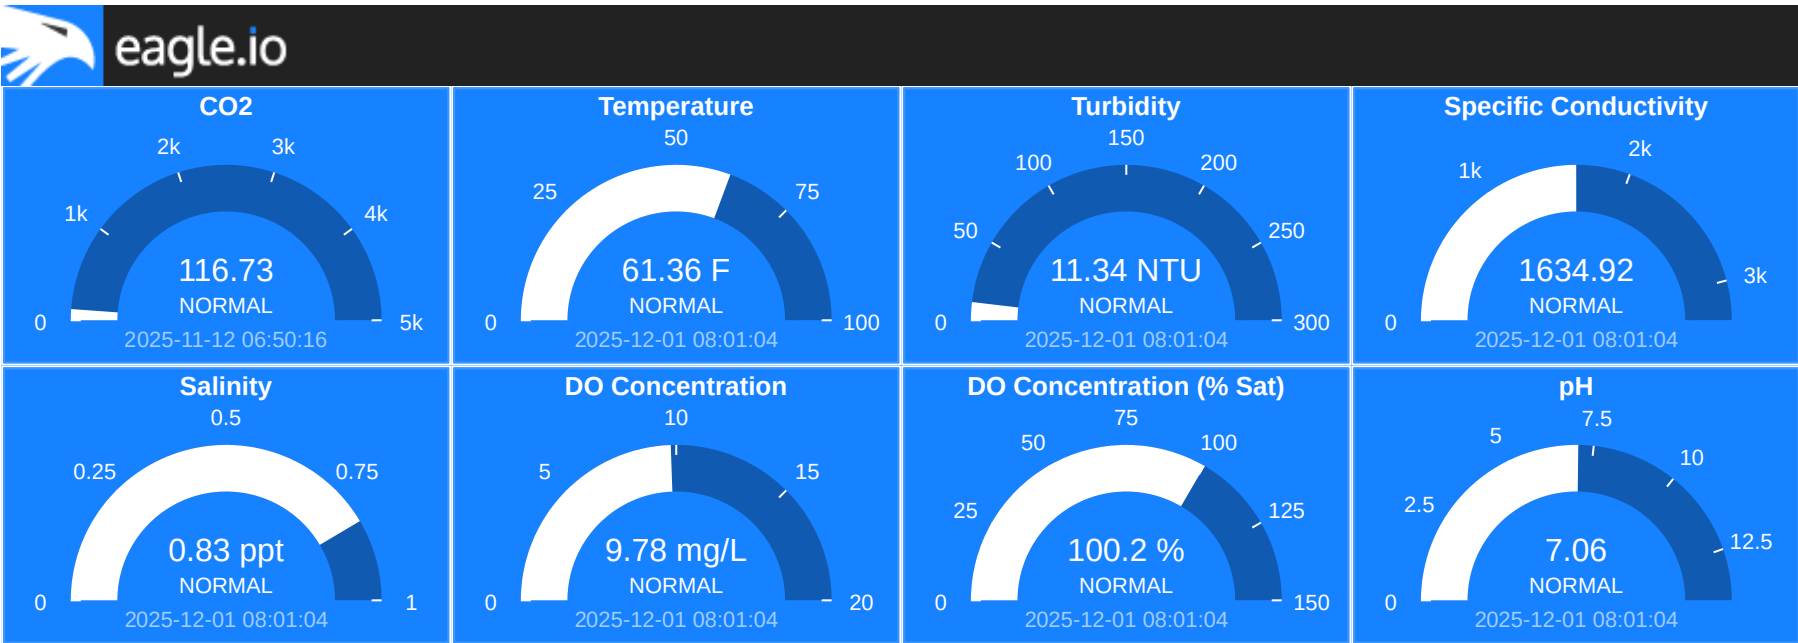 eagle.io
CO2
0
1k
2k
3k
4k
5k
116.73
NORMAL
2025-11-12 06:50:16
Temperature
0
25
50
75
100
61.36 F
NORMAL
2025-12-01 08:01:04
Turbidity
0
50
100
150
200
250
300
11.34 NTU
NORMAL
2025-12-01 08:01:04
Specific Conductivity
0
1k
2k
3k
1634.92
NORMAL
2025-12-01 08:01:04
Salinity
0
0.25
0.5
0.75
1
0.83 ppt
NORMAL
2025-12-01 08:01:04
DO Concentration
0
5
10
15
20
9.78 mg/L
NORMAL
2025-12-01 08:01:04
DO Concentration (% Sat)
0
25
50
75
100
125
150
100.2 %
NORMAL
2025-12-01 08:01:04
pH
0
2.5
5
7.5
10
12.5
7.06
NORMAL
2025-12-01 08:01:04